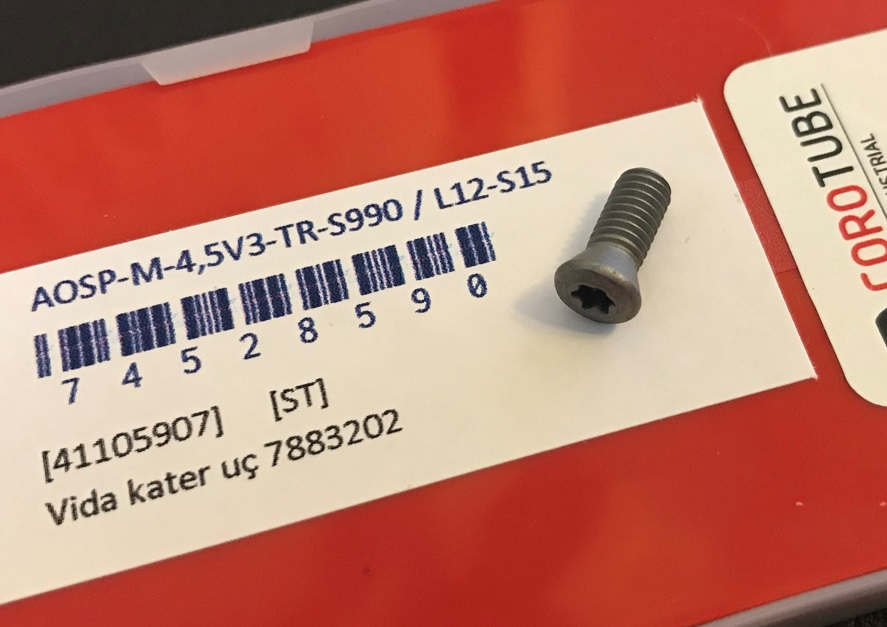 AOSP-M-4,5V3-TR-S990 / L12-S15
7 4 5 2 8 5 9 0
[41105907] [ST]
Vida kater uç 7883202
TUBE